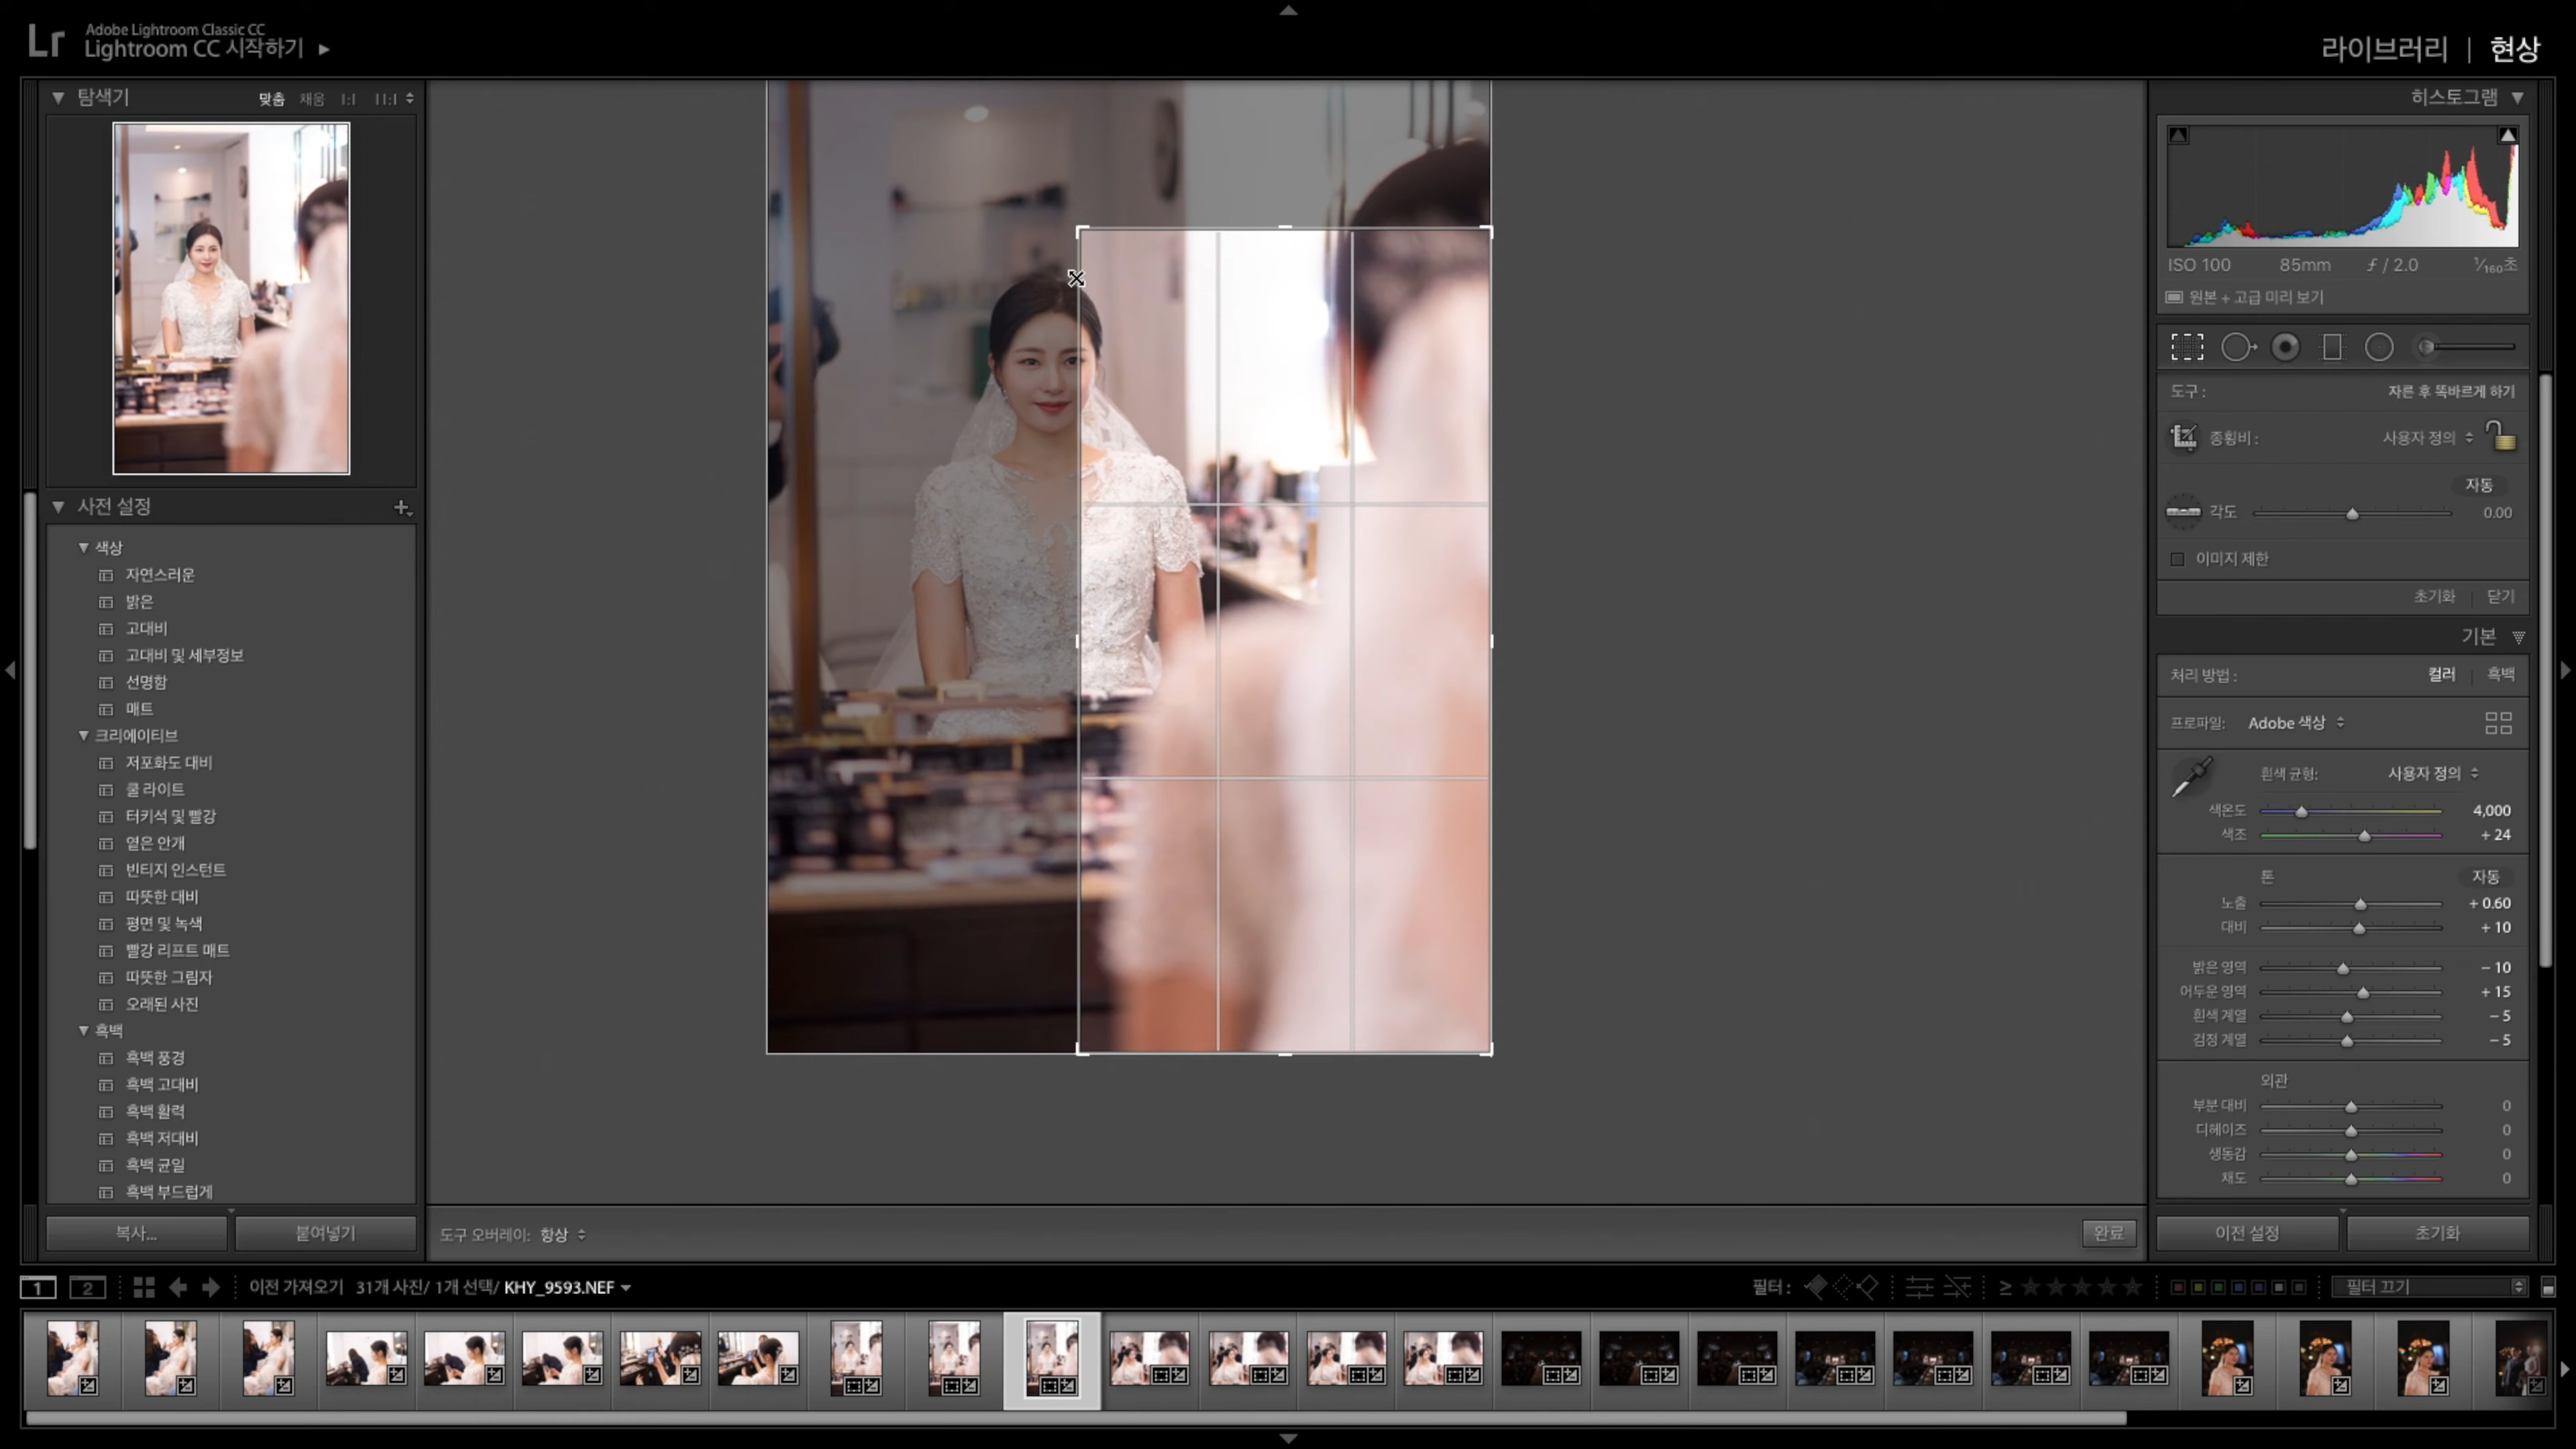 Lr
Adobe Lightroom Classic CC
Lightroom CC 시작하기 ▶
라이브러리 | 현상
탐색기
맞춤 채움 1:1 11:1
사전 설정
색상
자연스러운
밝은
고대비
고대비 및 세부정보
선명함
매트
크리에이티브
저포화도 대비
쿨 라이트
터키석 및 빨강
옅은 안개
빈티지 인스턴트
따뜻한 대비
평면 및 녹색
빨강 리프트 매트
따뜻한 그림자
오래된 사진
흑백
흑백 풍경
흑백 고대비
흑백 활력
흑백 저대비
흑백 균일
흑백 부드럽게
복사...
붙여넣기
도구 오버레이: 항상
완료
히스토그램
ISO 100 85mm ƒ / 2.0 1/160초
원본 + 고급 미리 보기
도구 : 자른 후 똑바르게 하기
종횡비 : 사용자 정의
자동
각도 0.00
이미지 제한
초기화 닫기
기본
처리 방법 : 컬러 흑백
프로파일: Adobe 색상
흰색 균형: 사용자 정의
색온도 4,000
색조 + 24
톤 자동
노출 + 0.60
대비 + 10
밝은 영역 – 10
어두운 영역 + 15
흰색 계열 – 5
검정 계열 – 5
외관
부분 대비 0
디헤이즈 0
생동감 0
채도 0
이전 설정
초기화
1 2
이전 가져오기 31개 사진/ 1개 선택/ KHY_9593.NEF
필터 :
≥ ★★★★★
필터 끄기